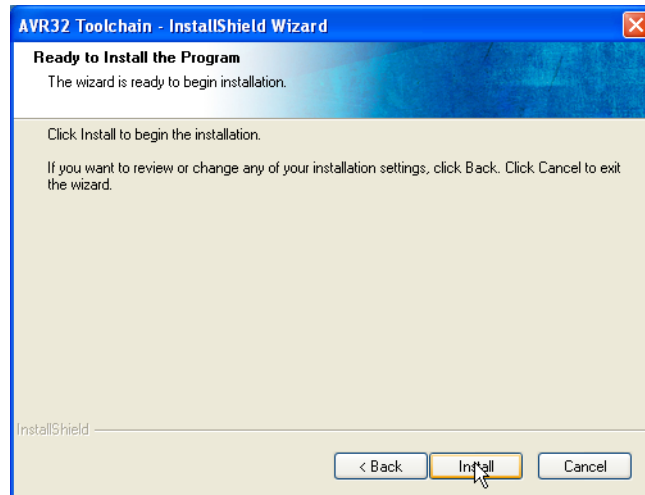 AVR32 Toolchain - InstallShield Wizard
Ready to Install the Program
The wizard is ready to begin installation.
Click Install to begin the installation.
If you want to review or change any of your installation settings, click Back. Click Cancel to exit
the wizard.
InstallShield
< Back Install Cancel